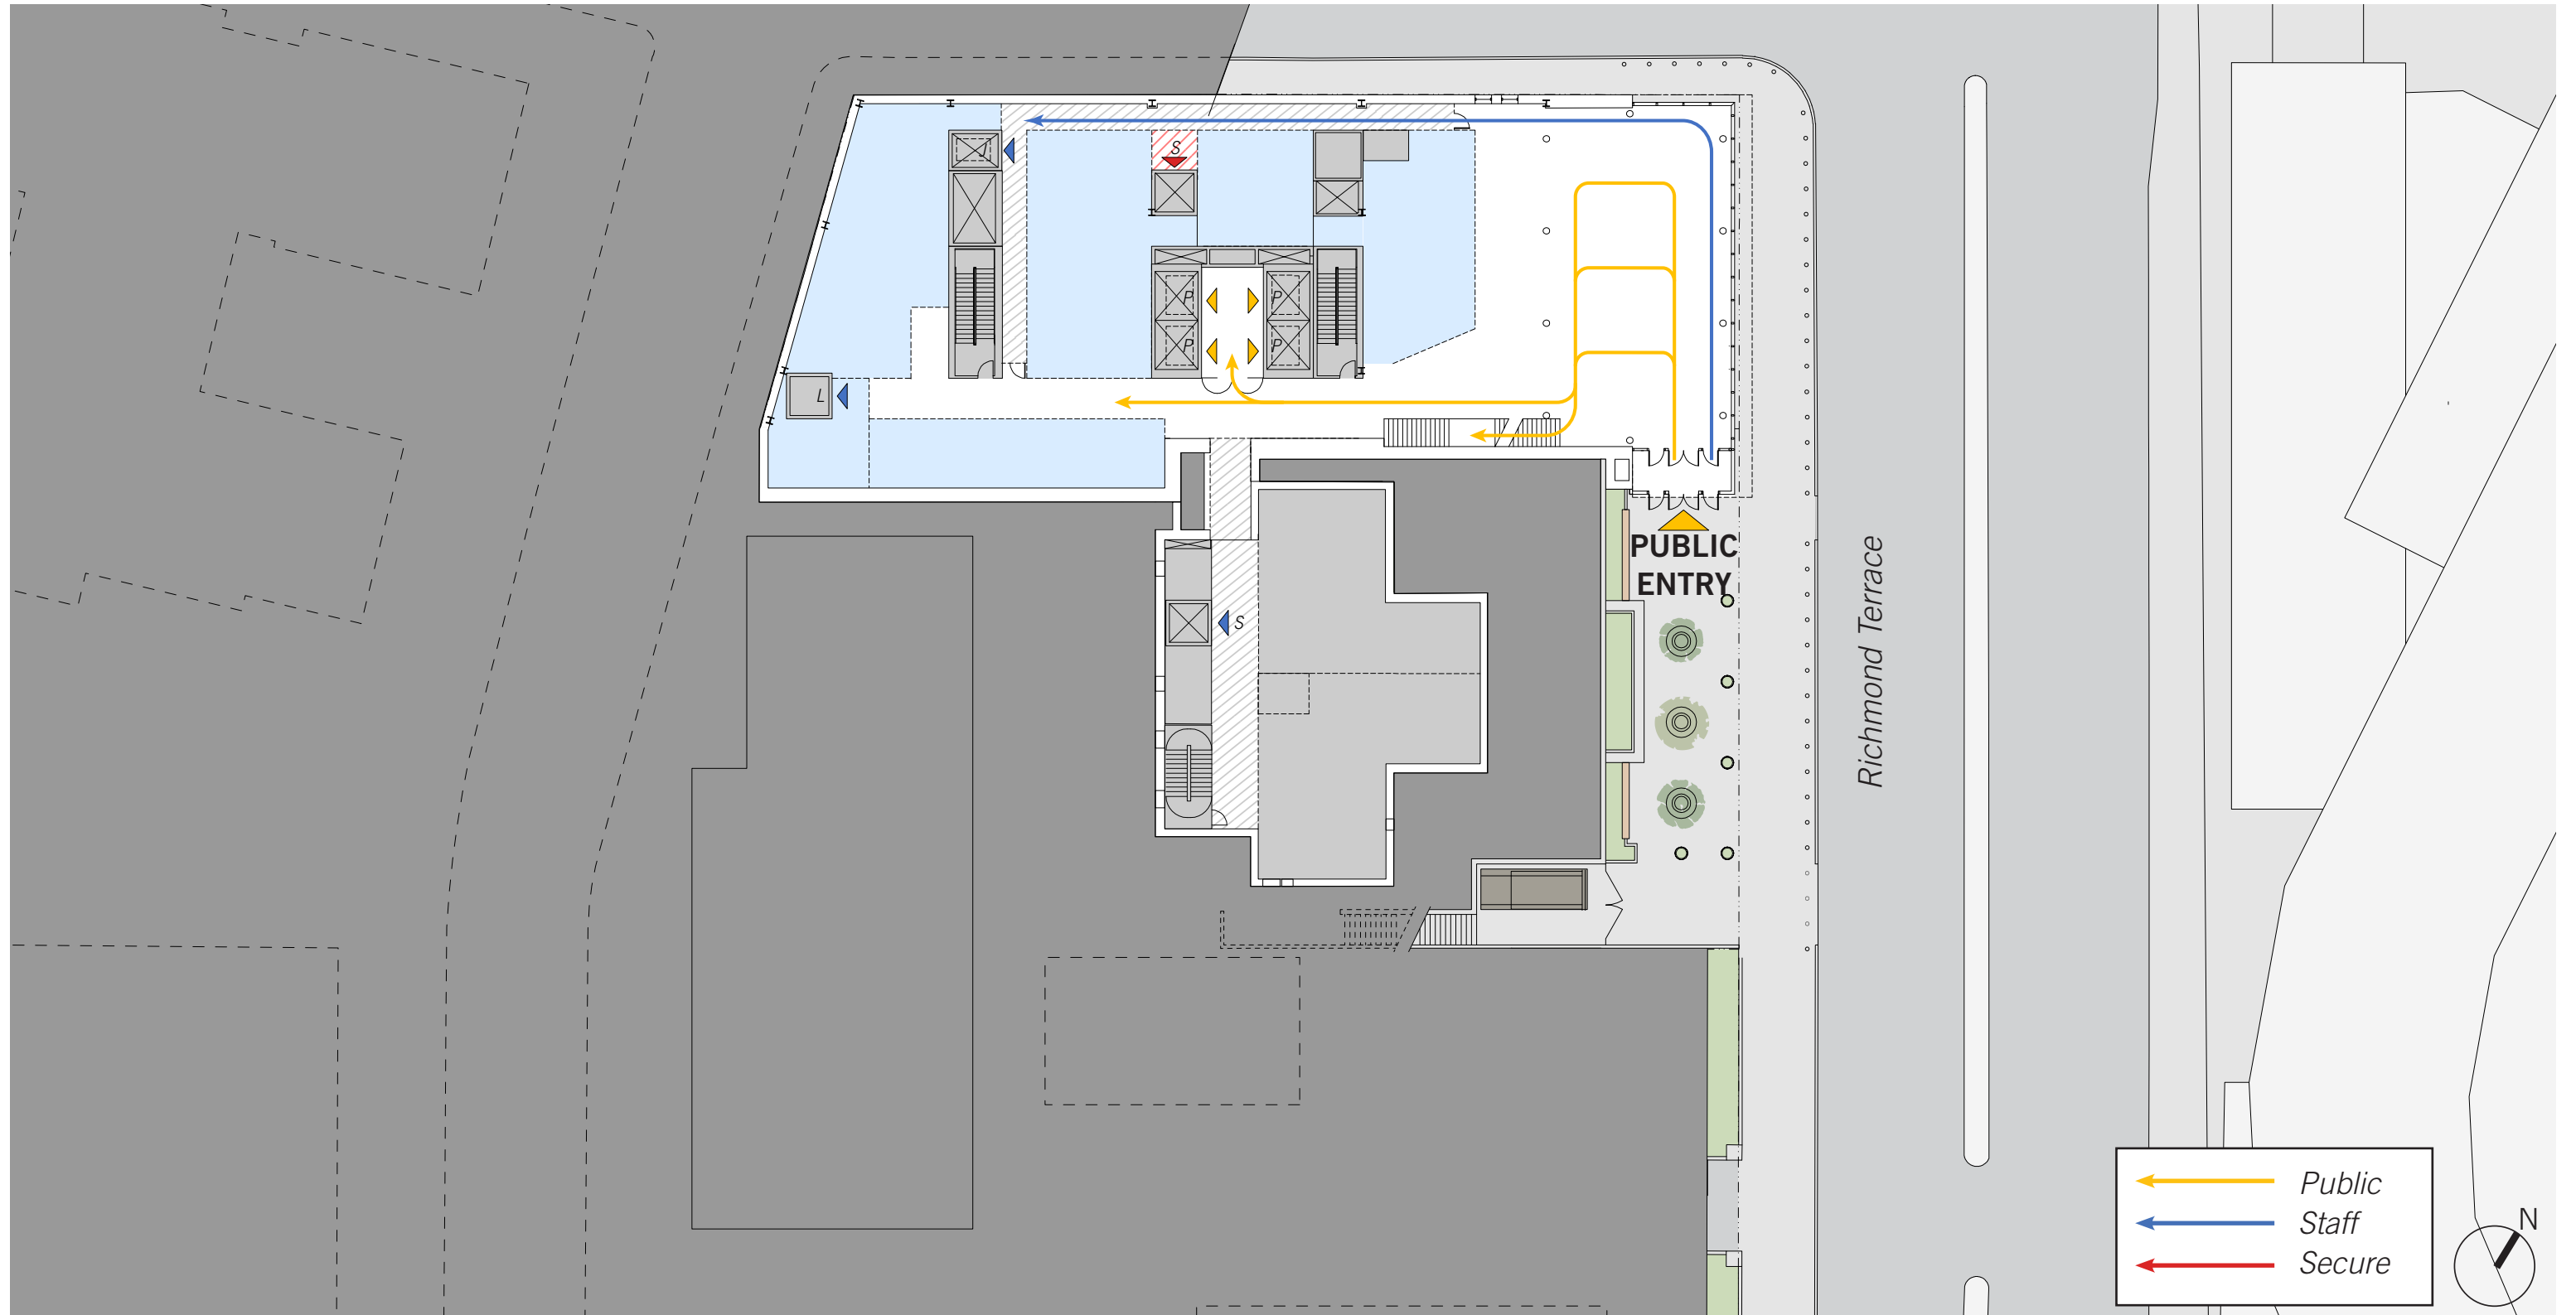 J
S
P
P
P
P
L
PUBLIC
ENTRY
S
Richmond Terrace
Public
Staff
Secure
N